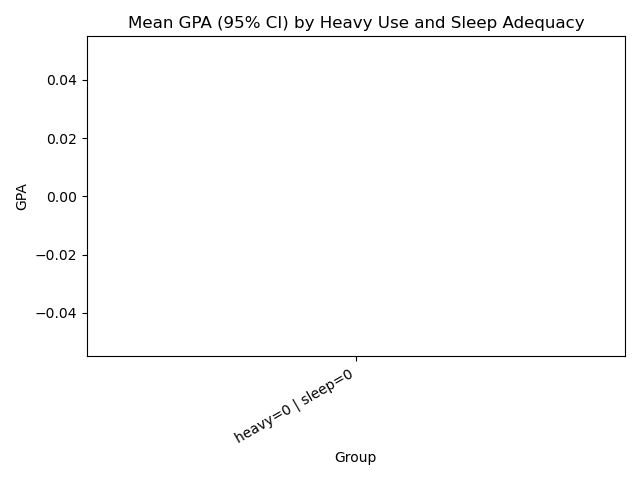 Mean GPA (95% CI) by Heavy Use and Sleep Adequacy
0.04
0.02
0.00
−0.02
−0.04
GPA
heavy=0 | sleep=0
Group